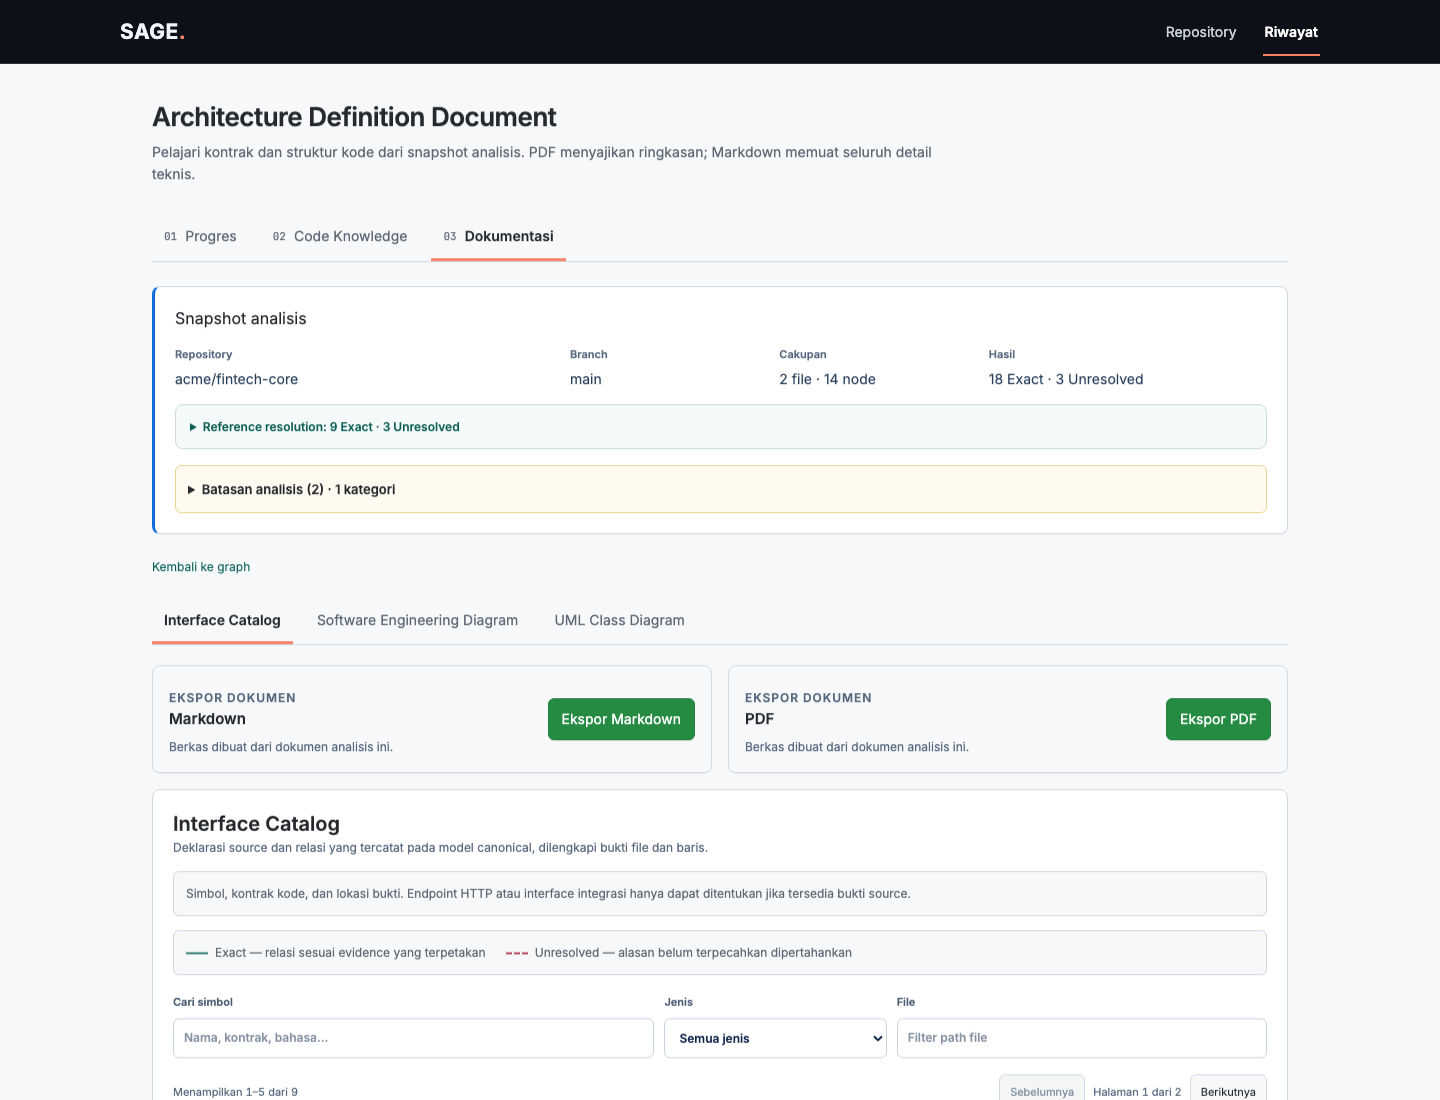 SAGE.
Repository
Riwayat
Architecture Definition Document
Pelajari kontrak dan struktur kode dari snapshot analisis. PDF menyajikan ringkasan; Markdown memuat seluruh detail
teknis.
01 Progres
02 Code Knowledge
03 Dokumentasi
Snapshot analisis
Repository
Branch
Cakupan
Hasil
acme/fintech-core
main
2 file · 14 node
18 Exact · 3 Unresolved
Reference resolution: 9 Exact · 3 Unresolved
Batasan analisis (2) · 1 kategori
Kembali ke graph
Interface Catalog
Software Engineering Diagram
UML Class Diagram
EKSPOR DOKUMEN
Markdown
Berkas dibuat dari dokumen analisis ini.
Ekspor Markdown
EKSPOR DOKUMEN
PDF
Berkas dibuat dari dokumen analisis ini.
Ekspor PDF
Interface Catalog
Deklarasi source dan relasi yang tercatat pada model canonical, dilengkapi bukti file dan baris.
Simbol, kontrak kode, dan lokasi bukti. Endpoint HTTP atau interface integrasi hanya dapat ditentukan jika tersedia bukti source.
Exact — relasi sesuai evidence yang terpetakan
Unresolved — alasan belum terpecahkan dipertahankan
Cari simbol
Jenis
File
Nama, kontrak, bahasa...
Semua jenis
Filter path file
Menampilkan 1–5 dari 9
Sebelumnya
Halaman 1 dari 2
Berikutnya